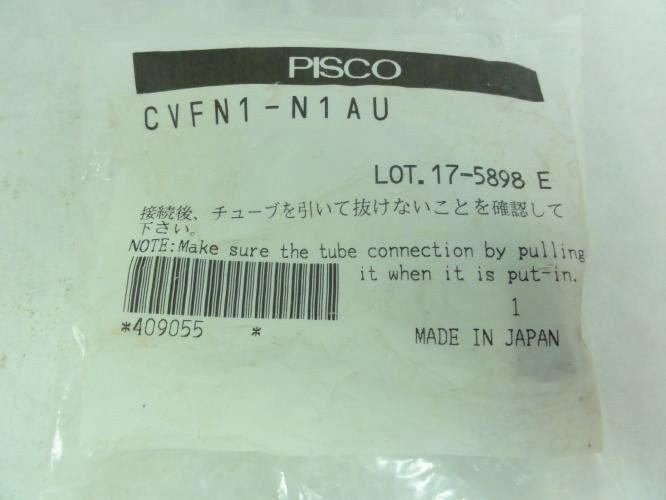 PISCO
CVFN1-N1AU
LOT.17-5898 E
接続後、チューブを引いて抜けないことを確認して
下さい。
NOTE:Make sure the tube connection by pulling
it when it is put-in.
1
*409055 *
MADE IN JAPAN